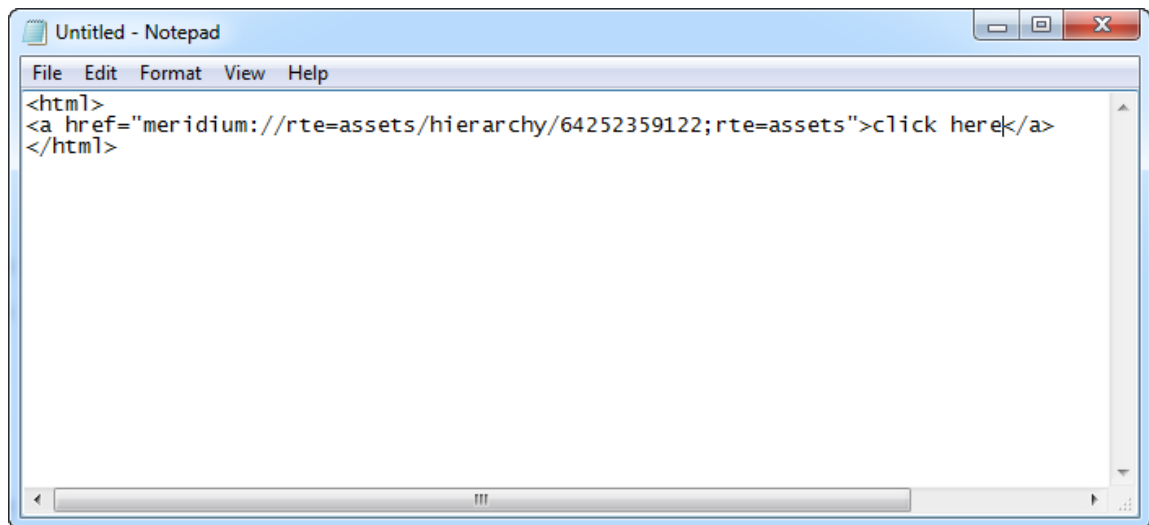 Untitled - Notepad
File Edit Format View Help
<html>
<a href="meridium://rte=assets/hierarchy/64252359122;rte=assets">click here</a>
</html>